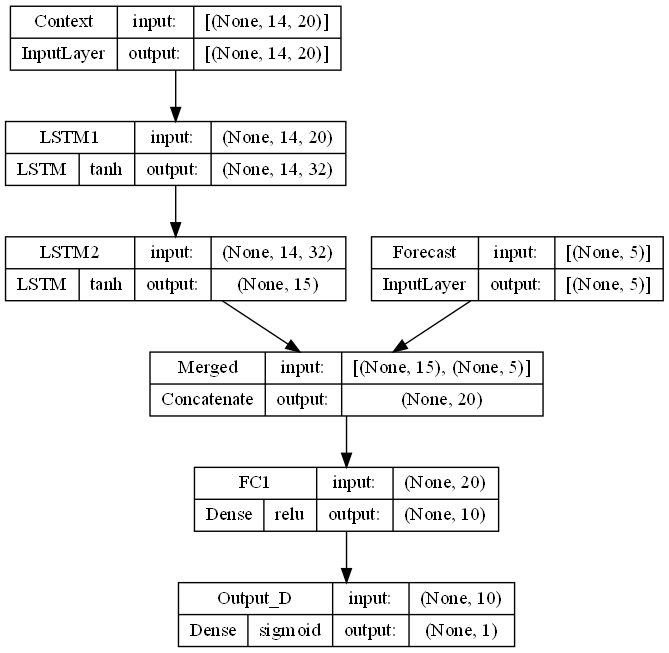 Context input: [(None, 14, 20)]
InputLayer output: [(None, 14, 20)]
LSTM1 input: (None, 14, 20)
LSTM tanh output: (None, 14, 32)
LSTM2 input: (None, 14, 32)
LSTM tanh output: (None, 15)
Forecast input: [(None, 5)]
InputLayer output: [(None, 5)]
Merged input: [(None, 15), (None, 5)]
Concatenate output: (None, 20)
FC1 input: (None, 20)
Dense relu output: (None, 10)
Output_D input: (None, 10)
Dense sigmoid output: (None, 1)